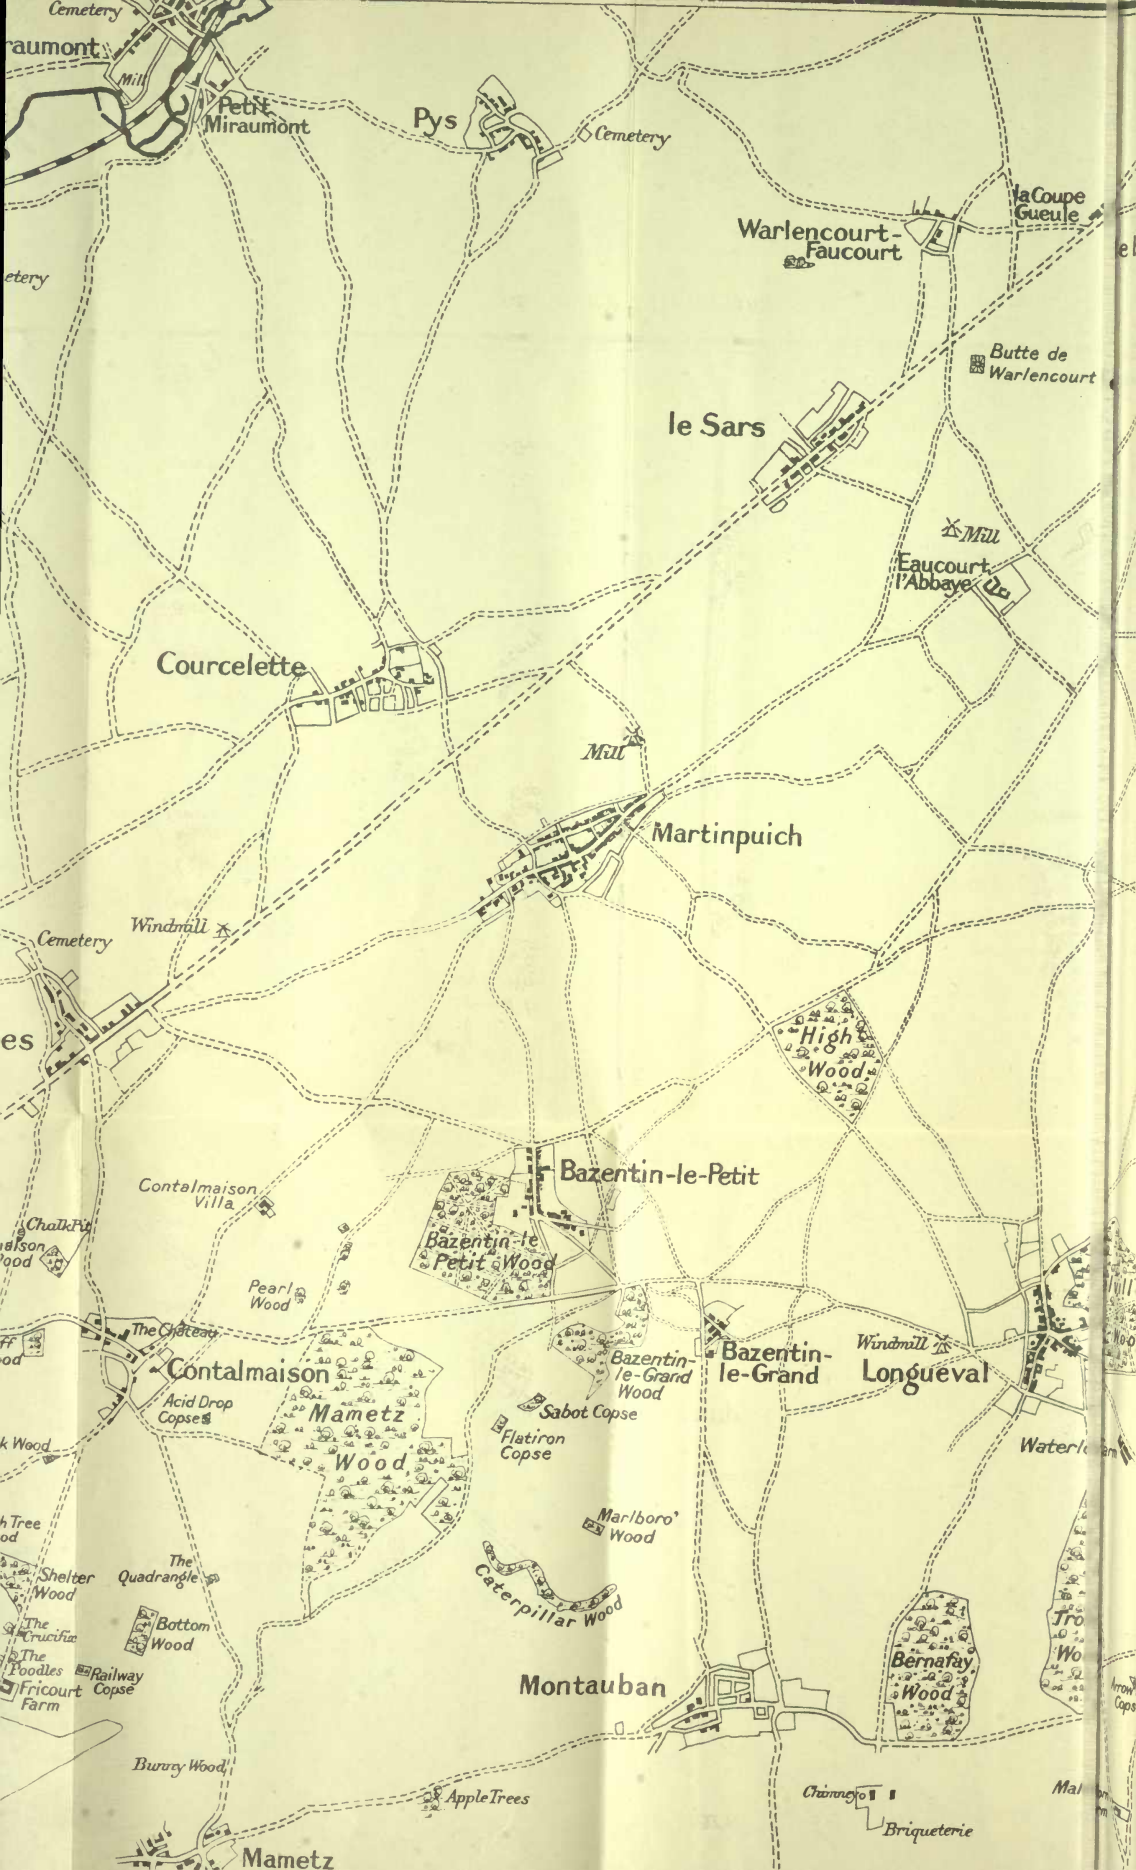 Cemetery
raumont
Mill
Petit
Miraumont
Pys
Cemetery
la Coupe
Gueule
Warlencourt-
Faucourt
etery
Butte de
Warlencourt
le Sars
Mill
Eaucourt
l'Abbaye
Courcelette
Mill
Martinpuich
Windmill
Cemetery
es
High
Wood
Bazentin-le-Petit
Contalmaison
Villa
Chalk Pit
Bazentin-le
Petit Wood
Pearl
Wood
The Château
Contalmaison
Bazentin-
le-Grand
Wood
Bazentin-
le-Grand
Windmill
Longueval
Acid Drop
Copse
Mametz
Wood
Sabot Copse
Flatiron
Copse
k Wood
Marlboro'
Wood
h Tree
od
The
Quadrangle
Shelter
Wood
Caterpillar Wood
The
Crucifix
Bottom
Wood
The
Poodles
Railway
Copse
Fricourt
Farm
Montauban
Bernafay
Wood
Tro
Wo
Bunny Wood
Apple Trees
Chimney
Briqueterie
Mametz